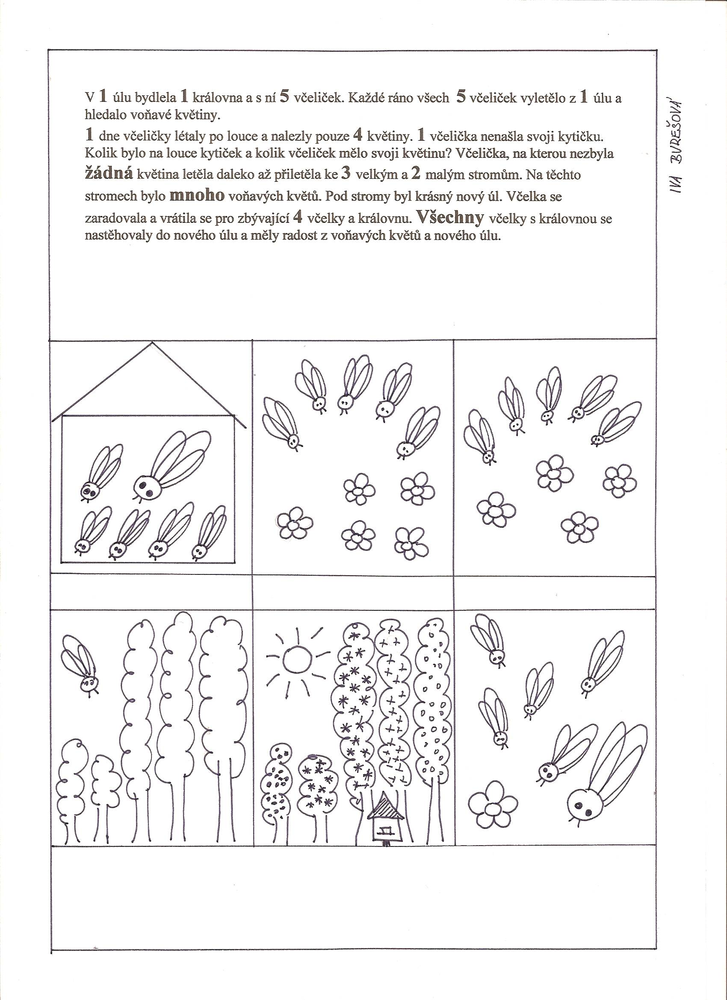 V 1 úlu bydlela 1 královna a s ní 5 včeliček. Každé ráno všech 5 včeliček vyletělo z 1 úlu a
hledalo voňavé květiny.
1 dne včeličky létaly po louce a nalezly pouze 4 květiny. 1 včelička nenašla svoji kytičku.
Kolik bylo na louce kytiček a kolik včeliček mělo svoji květinu? Včelička, na kterou nezbyla
žádná květina letěla daleko až přiletěla ke 3 velkým a 2 malým stromům. Na těchto
stromech bylo mnoho voňavých květů. Pod stromy byl krásný nový úl. Včelka se
zaradovala a vrátila se pro zbývající 4 včelky a královnu. Všechny včelky s královnou se
nastěhovaly do nového úlu a měly radost z voňavých květů a nového úlu.
IVA BUREŠOVÁ